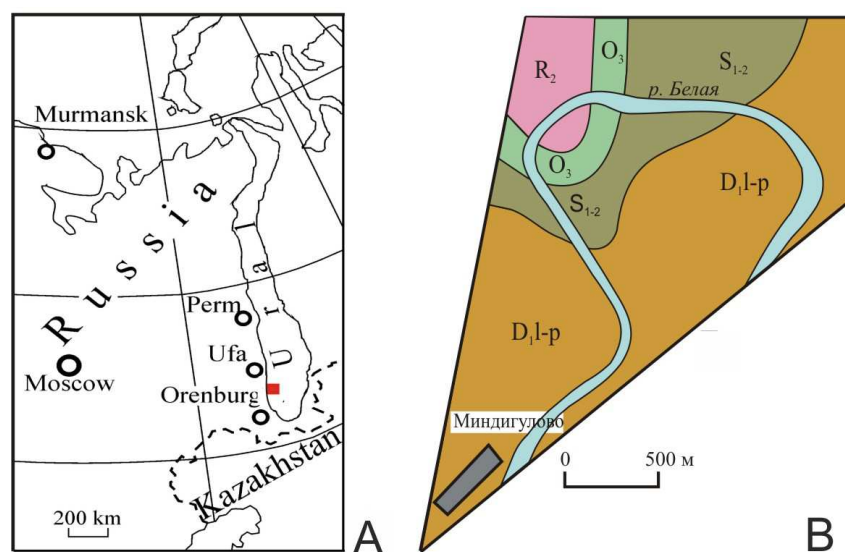 Murmansk
Russia
Ural
Perm
Ufa
Moscow
Orenburg
Kazakhstan
200 km
A
R₂
O₃
S₁₋₂
р. Белая
O₃
D₁l-p
S₁₋₂
D₁l-p
Миндигулово
0 500 м
B